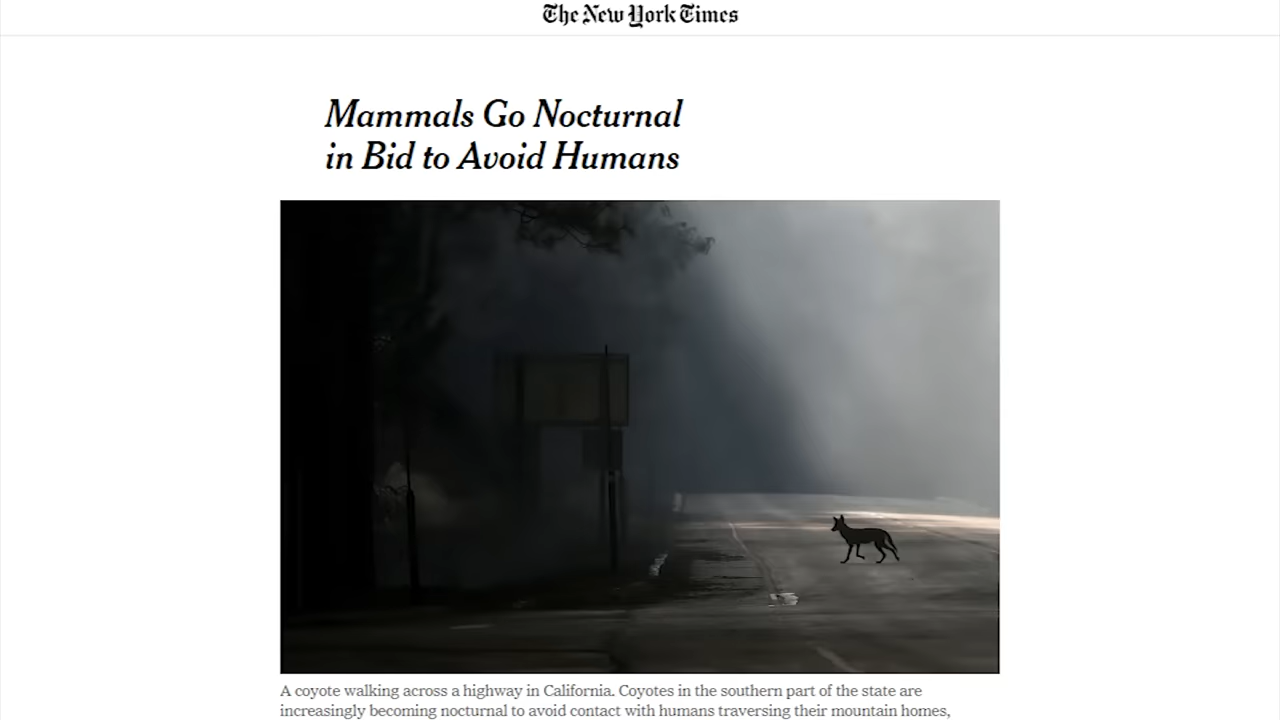 The New York Times
Mammals Go Nocturnal
in Bid to Avoid Humans
A coyote walking across a highway in California. Coyotes in the southern part of the state are
increasingly becoming nocturnal to avoid contact with humans traversing their mountain homes,